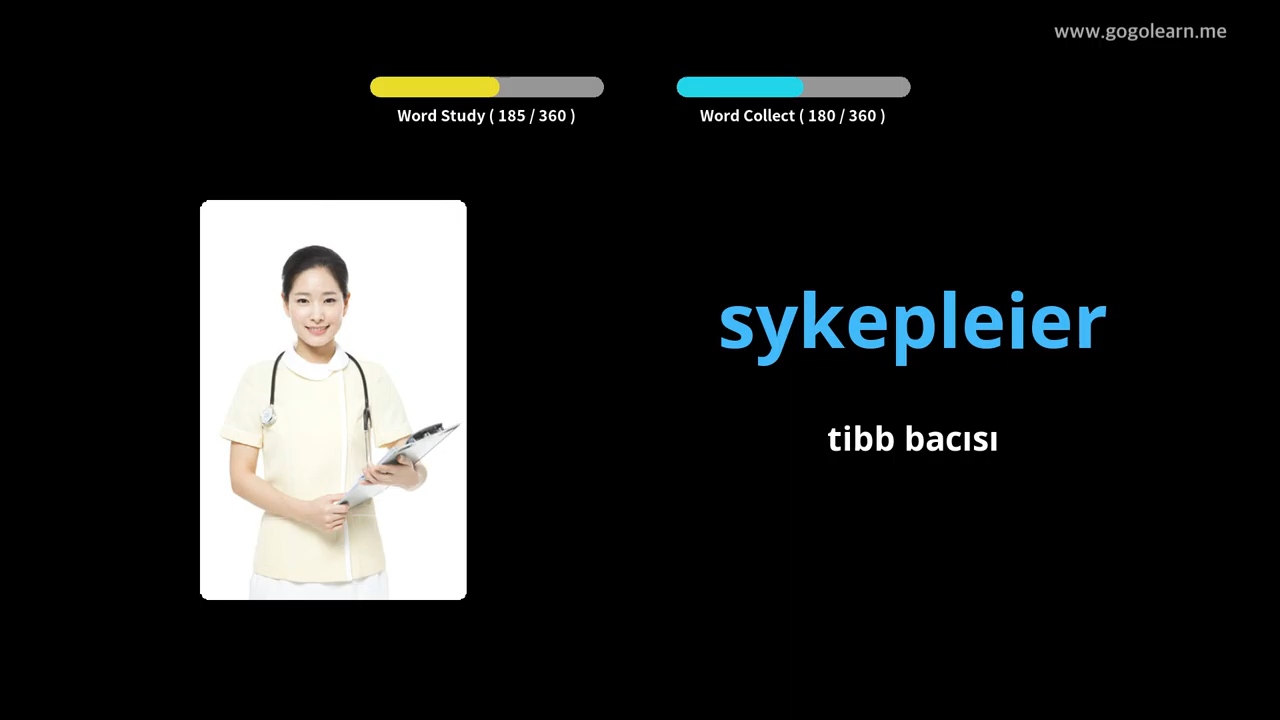 www.gogolearn.me
Word Study ( 185 / 360 )
Word Collect ( 180 / 360 )
sykepleier
tibb bacısı